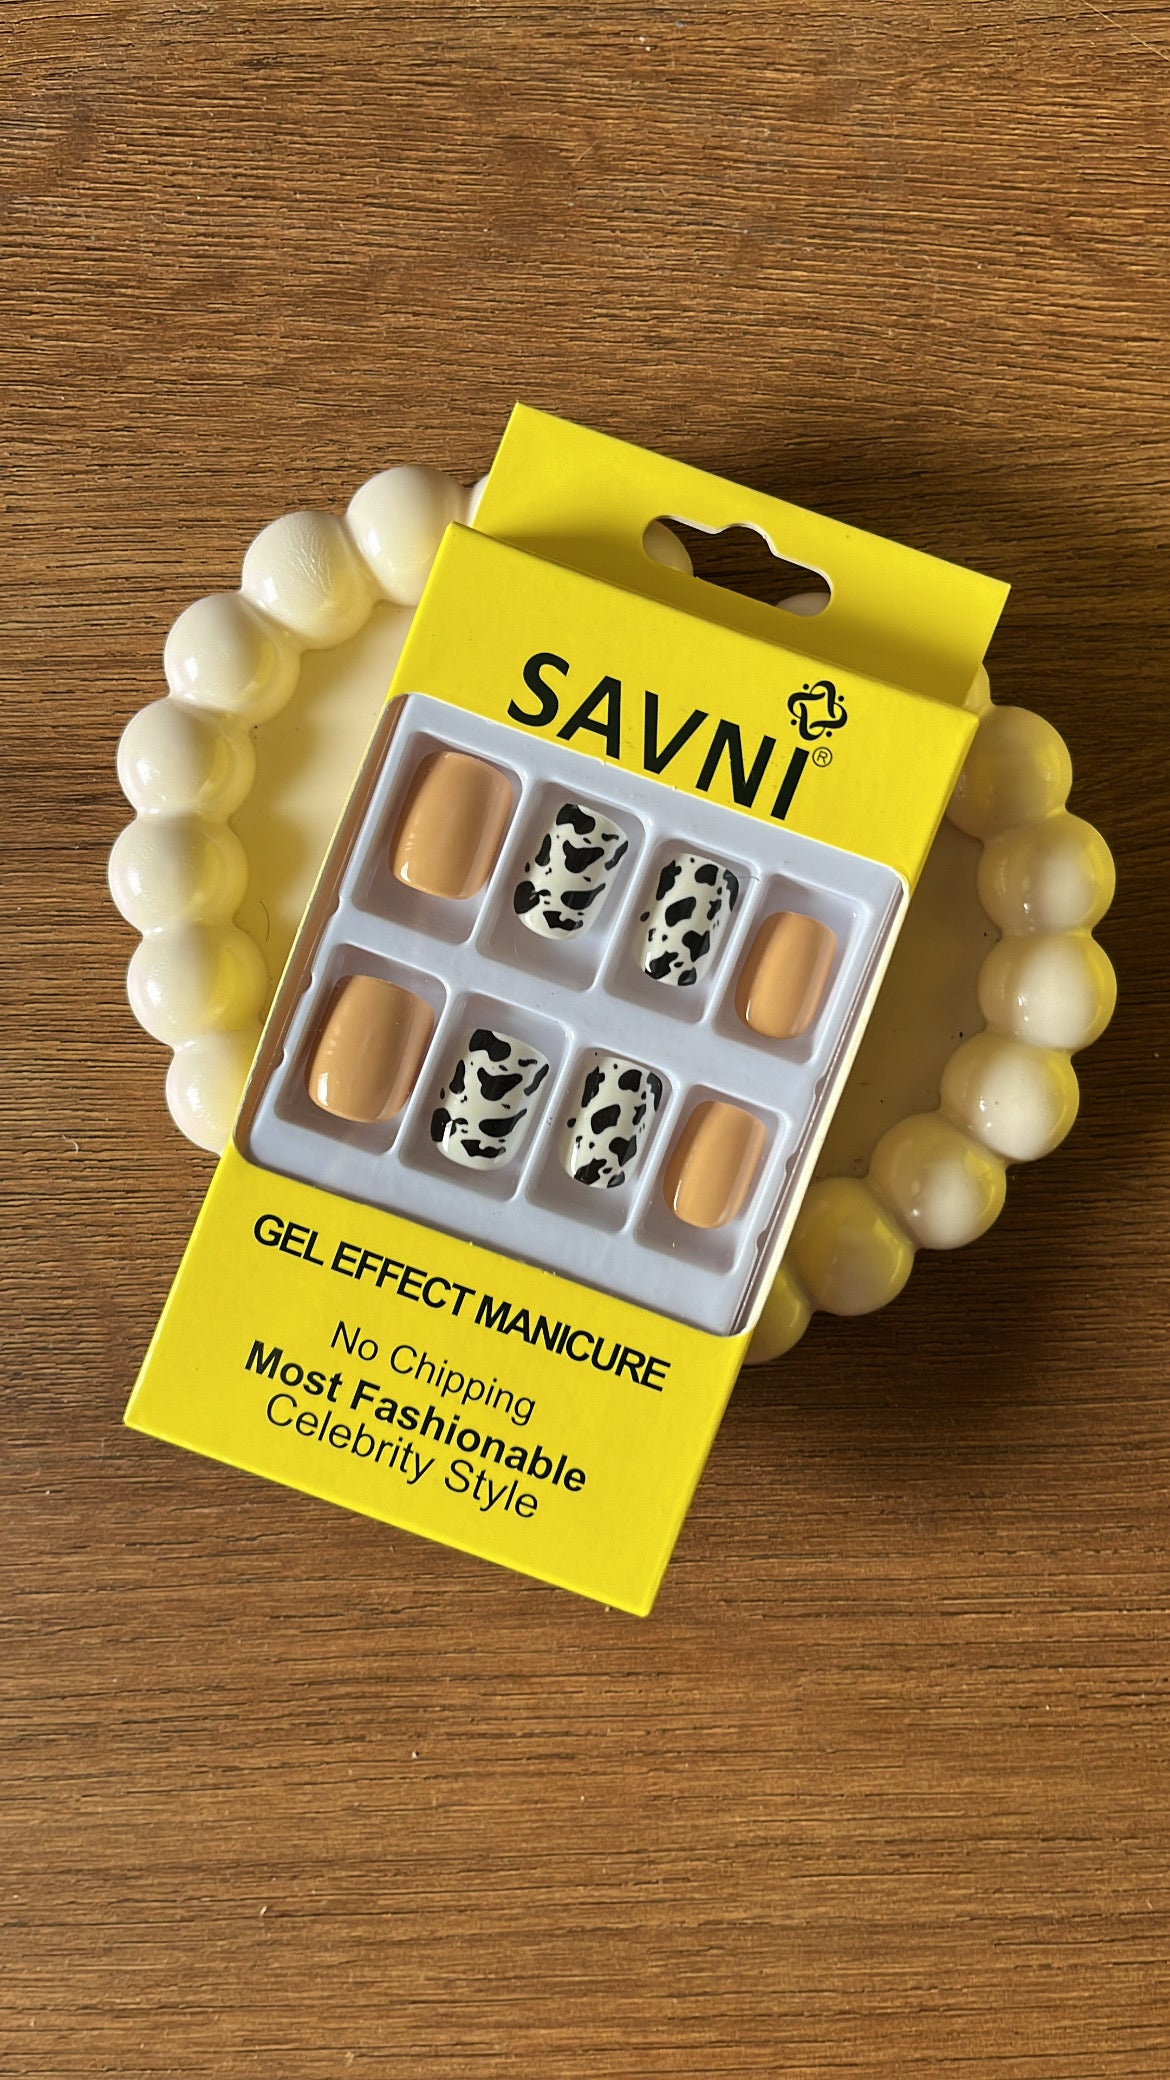 SAVNI®
GEL EFFECT MANICURE
No Chipping
Most Fashionable
Celebrity Style